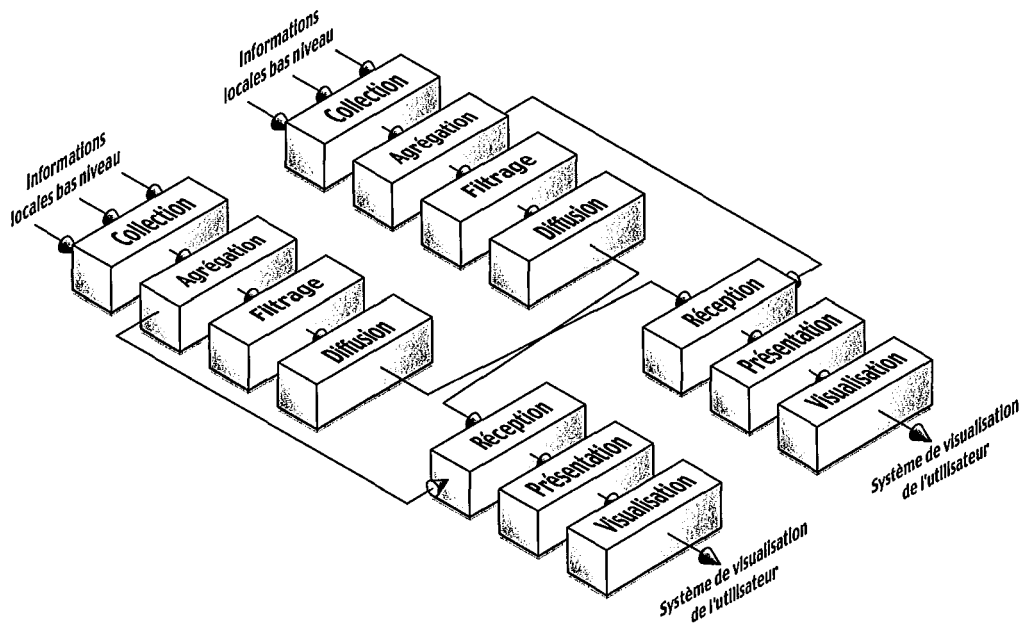 Informations
locales bas niveau
Collection
Agrégation
Filtrage
Diffusion
Informations
locales bas niveau
Collection
Agrégation
Filtrage
Diffusion
Réception
Présentation
Visualisation
Système de visualisation
de l'utilisateur
Réception
Présentation
Visualisation
Système de visualisation
de l'utilisateur